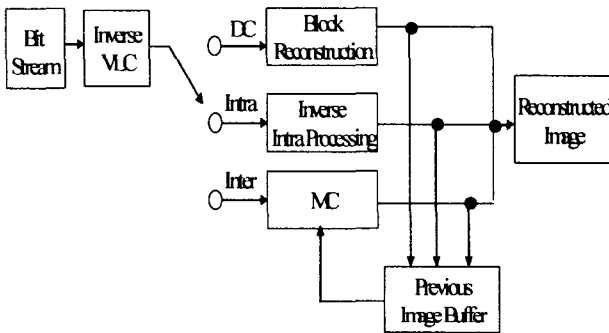 Bit
Stream
Inverse
VLC
DC
Block
Reconstruction
Intra
Inverse
Intra Processing
Inter
MC
Reconstructed
Image
Previous
Image Buffer